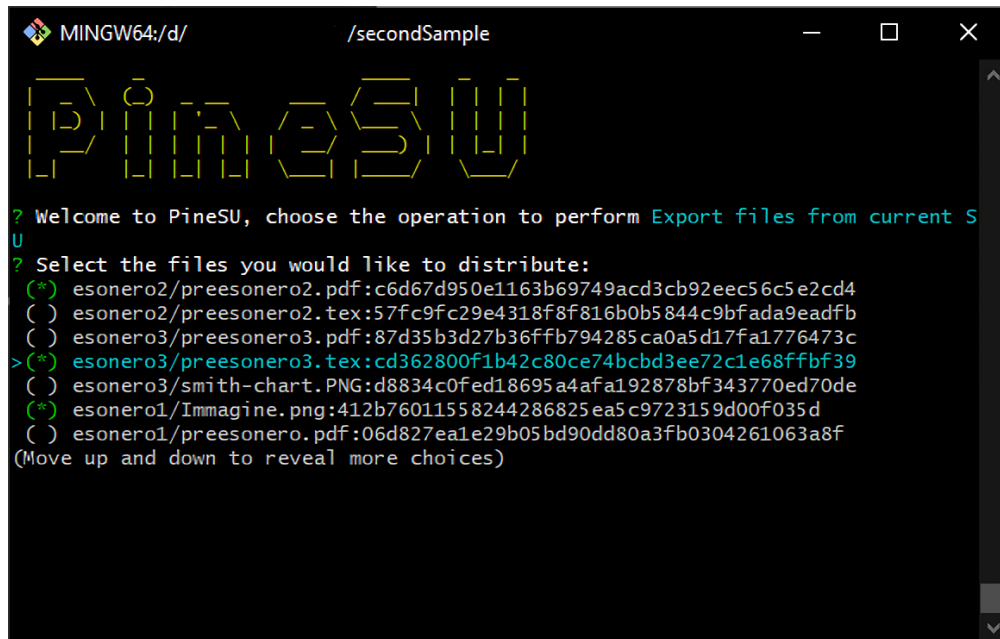 MINGW64:/d/ /secondSample
PineSU
? Welcome to PineSU, choose the operation to perform Export files from current S
U
? Select the files you would like to distribute:
(*) esonero2/preesonero2.pdf:c6d67d950e1163b69749acd3cb92eec56c5e2cd4
( ) esonero2/preesonero2.tex:57fc9fc29e4318f8f816b0b5844c9bfada9eadfb
( ) esonero3/preesonero3.pdf:87d35b3d27b36ffb794285ca0a5d17fa1776473c
>(*) esonero3/preesonero3.tex:cd362800f1b42c80ce74bcbd3ee72c1e68ffbf39
( ) esonero3/smith-chart.PNG:d8834c0fed18695a4afa192878bf343770ed70de
(*) esonero1/Immagine.png:412b76011558244286825ea5c9723159d00f035d
( ) esonero1/preesonero.pdf:06d827ea1e29b05bd90dd80a3fb0304261063a8f
(Move up and down to reveal more choices)